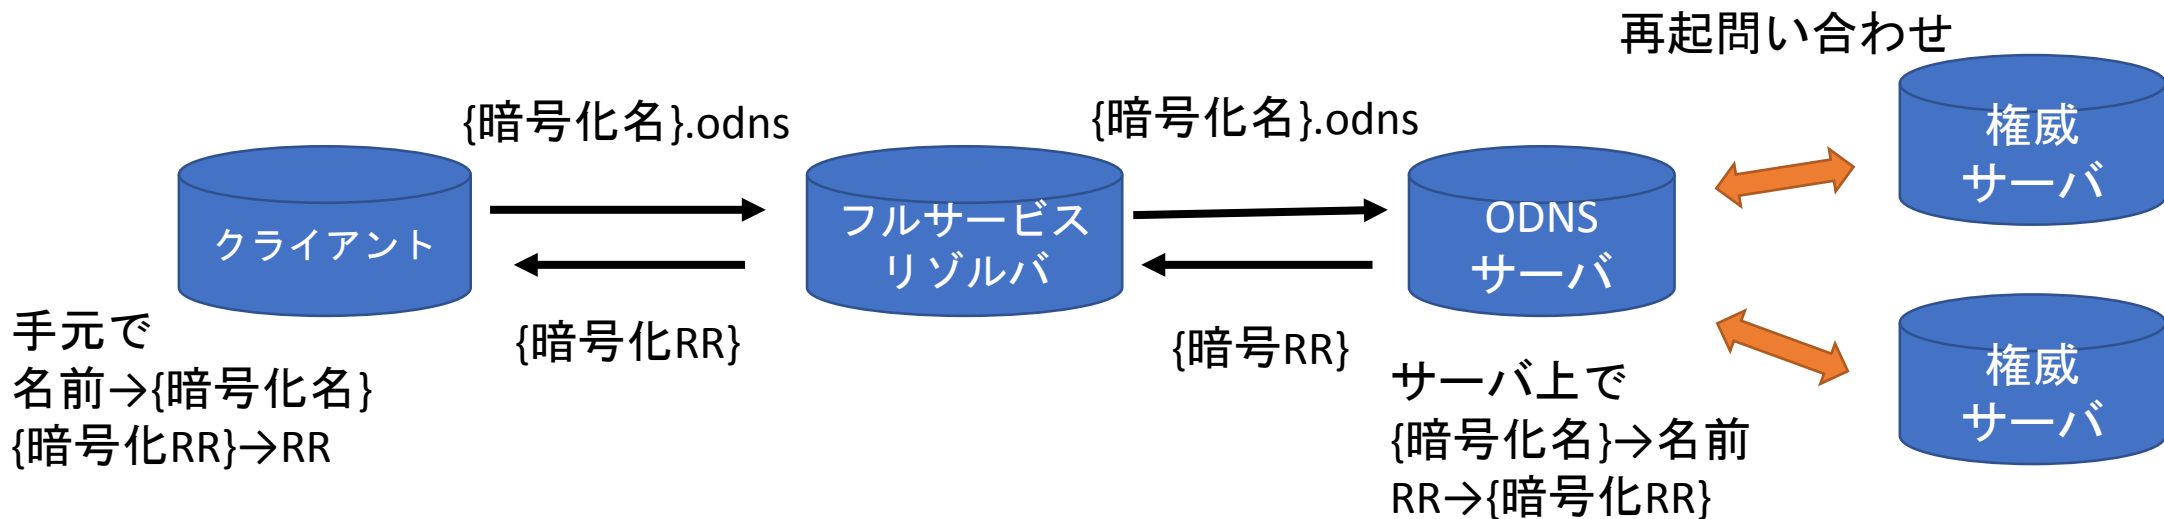 再起問い合わせ
{暗号化名}.odns
{暗号化名}.odns
クライアント
フルサービス
リゾルバ
ODNS
サーバ
権威
サーバ
権威
サーバ
{暗号化RR}
{暗号RR}
手元で
名前→{暗号化名}
{暗号化RR}→RR
サーバ上で
{暗号化名}→名前
RR→{暗号化RR}